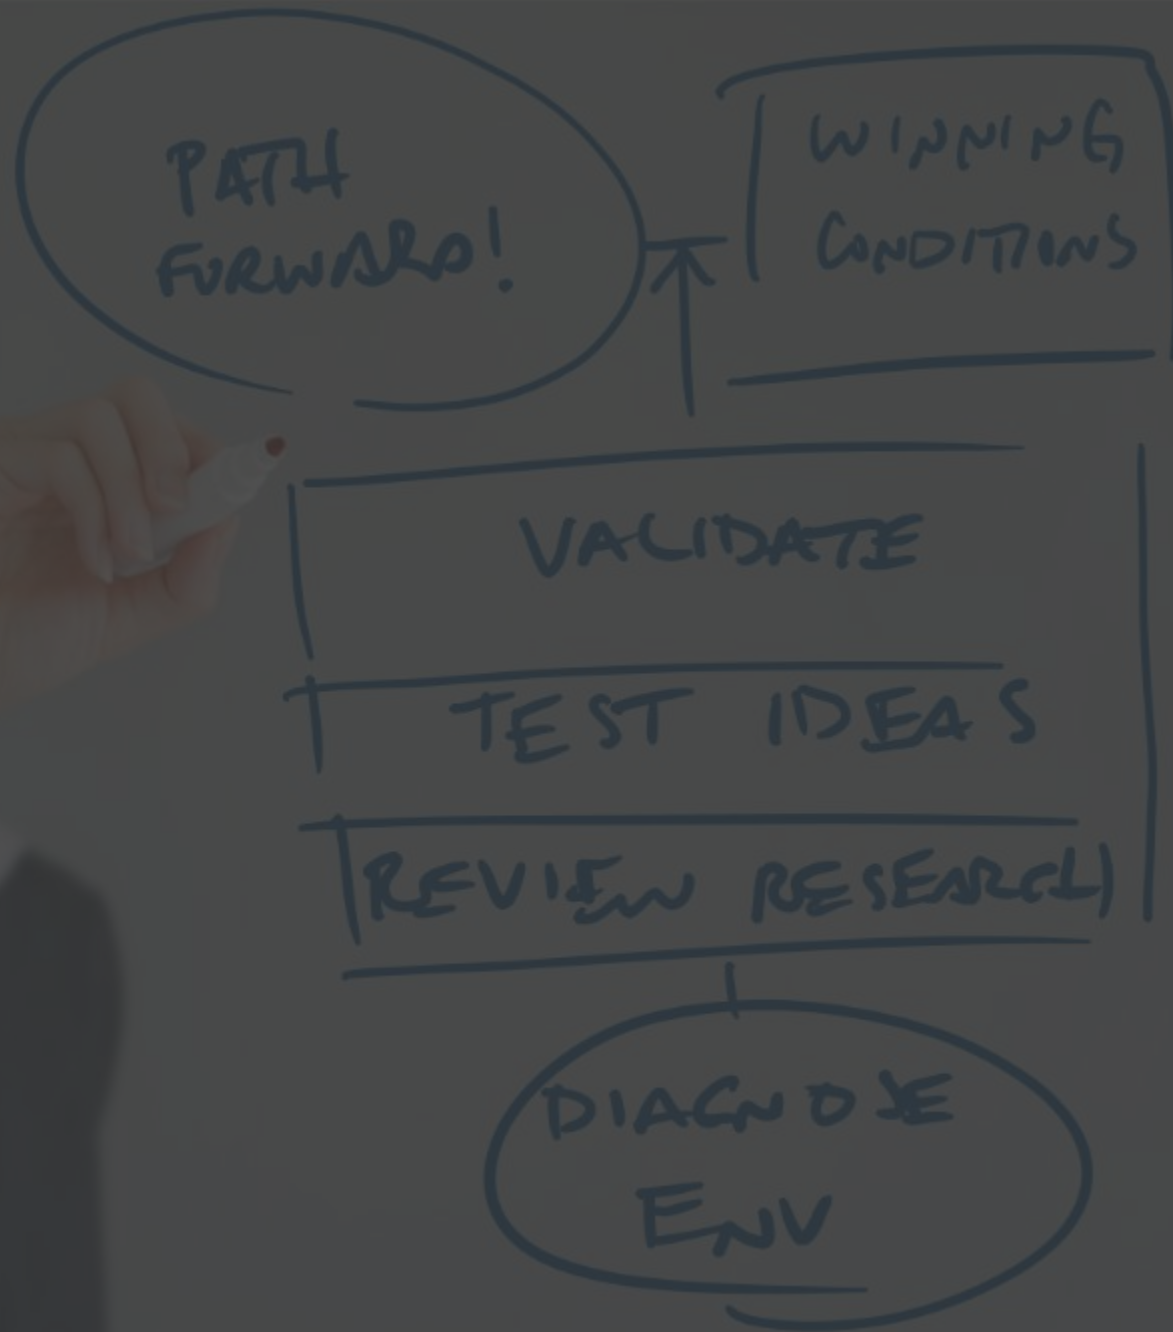 PATH
FORWARD!
WINNING
CONDITIONS
VALIDATE
TEST IDEAS
REVIEW RESEARCH
DIAGNOSE
ENV